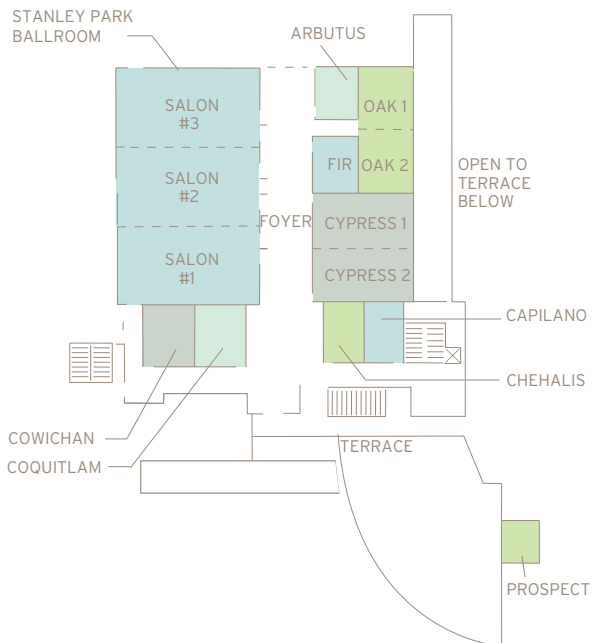 STANLEY PARK
BALLROOM
ARBUTUS
SALON
#3
OAK 1
FIR
OAK 2
OPEN TO
TERRACE
BELOW
SALON
#2
FOYER
CYPRESS 1
SALON
#1
CYPRESS 2
CAPILANO
CHEHALIS
COWICHAN
COQUITLAM
TERRACE
PROSPECT